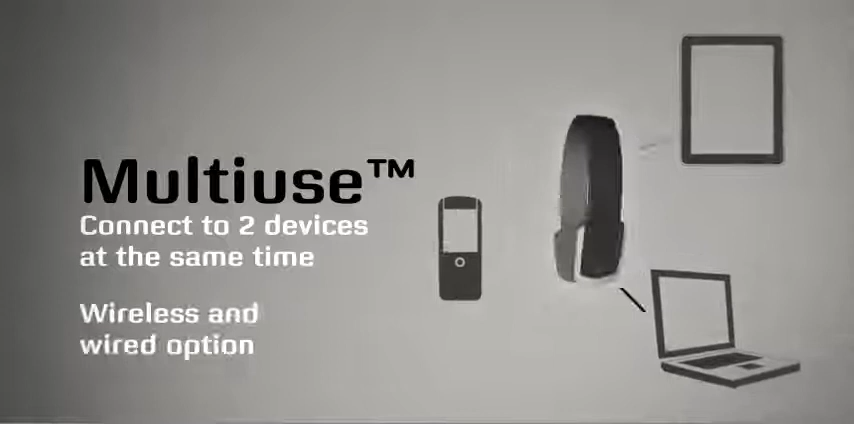 Multiuse™
Connect to 2 devices
at the same time
Wireless and
wired option